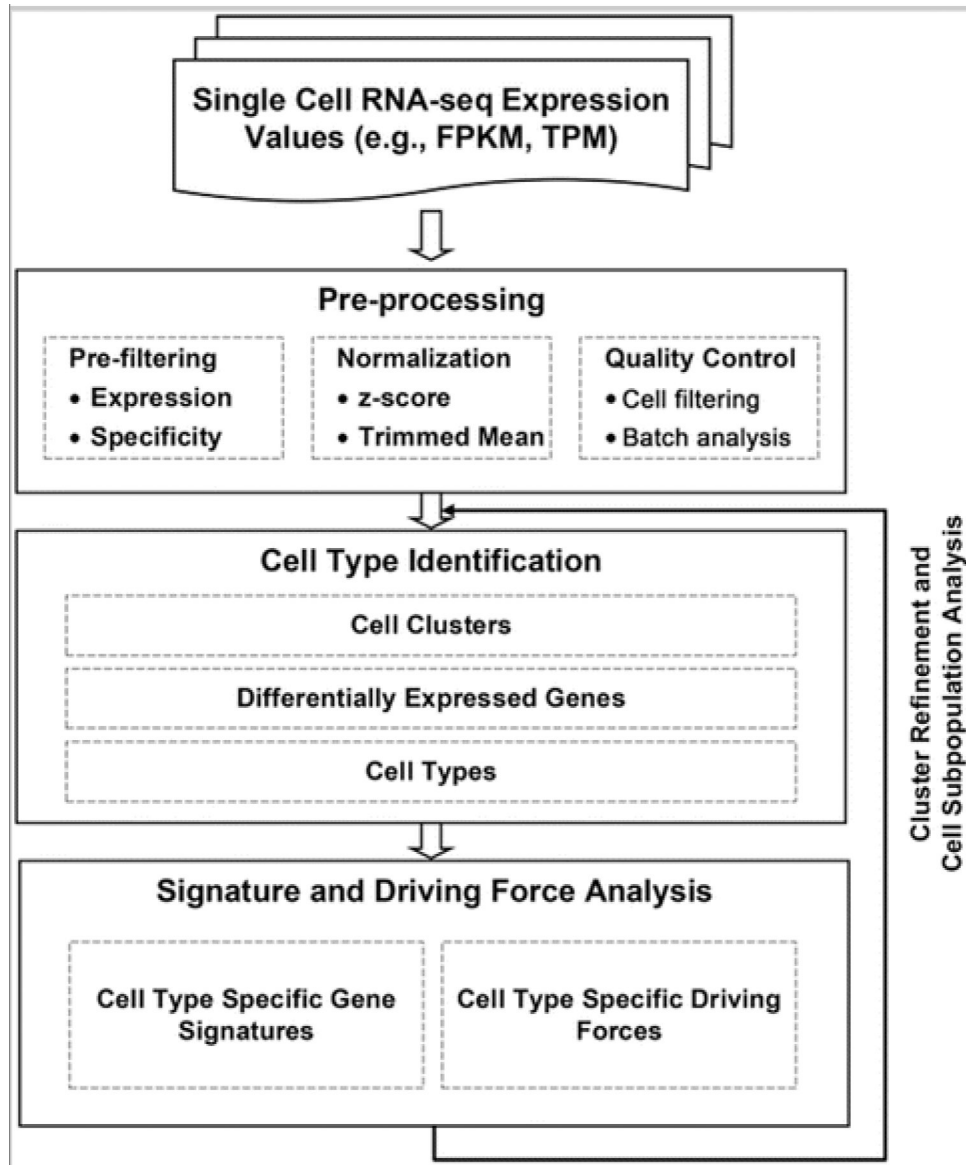 Single Cell RNA-seq Expression
Values (e.g., FPKM, TPM)
Pre-processing
Pre-filtering
• Expression
• Specificity
Normalization
• z-score
• Trimmed Mean
Quality Control
• Cell filtering
• Batch analysis
Cell Type Identification
Cell Clusters
Differentially Expressed Genes
Cell Types
Signature and Driving Force Analysis
Cell Type Specific Gene
Signatures
Cell Type Specific Driving
Forces
Cluster Refinement and
Cell Subpopulation Analysis